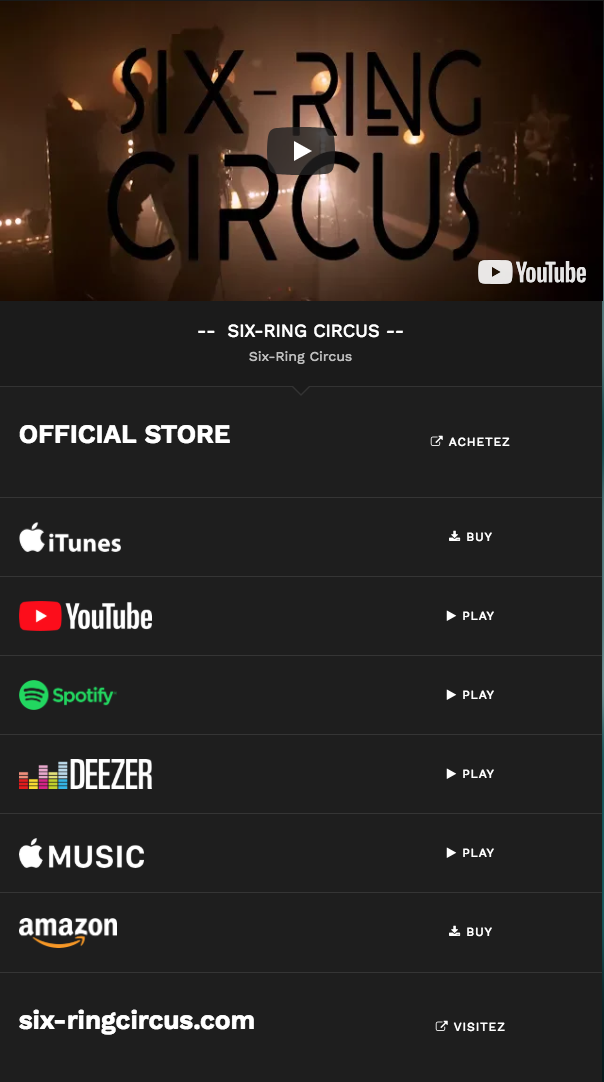 SIX-RING
CIRCUS
YouTube
-- SIX-RING CIRCUS --
Six-Ring Circus
OFFICIAL STORE
ACHETEZ
iTunes
BUY
YouTube
PLAY
Spotify
PLAY
DEEZER
PLAY
MUSIC
PLAY
amazon
BUY
six-ringcircus.com
VISITEZ